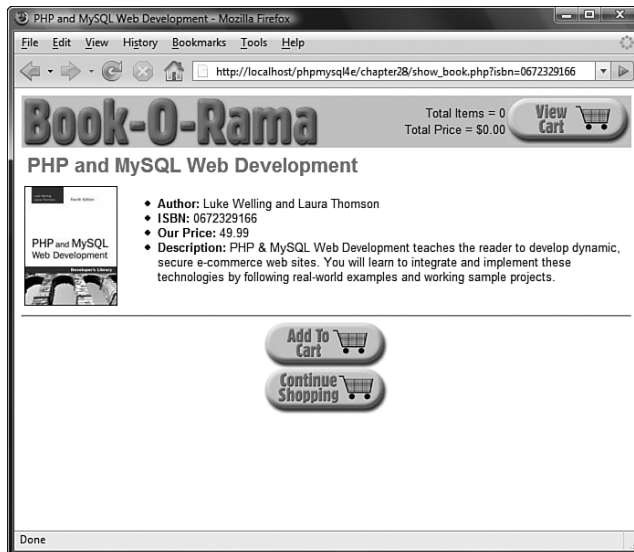 PHP and MySQL Web Development - Mozilla Firefox
File Edit View History Bookmarks Tools Help
http://localhost/phpmysql4e/chapter28/show_book.php?isbn=0672329166
Book-O-Rama
Total Items = 0
Total Price = $0.00
View
Cart
PHP and MySQL Web Development
Fourth Edition
PHP and MySQL
Web Development
Developer's Library
Author: Luke Welling and Laura Thomson
ISBN: 0672329166
Our Price: 49.99
Description: PHP & MySQL Web Development teaches the reader to develop dynamic,
secure e-commerce web sites. You will learn to integrate and implement these
technologies by following real-world examples and working sample projects.
Add To
Cart
Continue
Shopping
Done